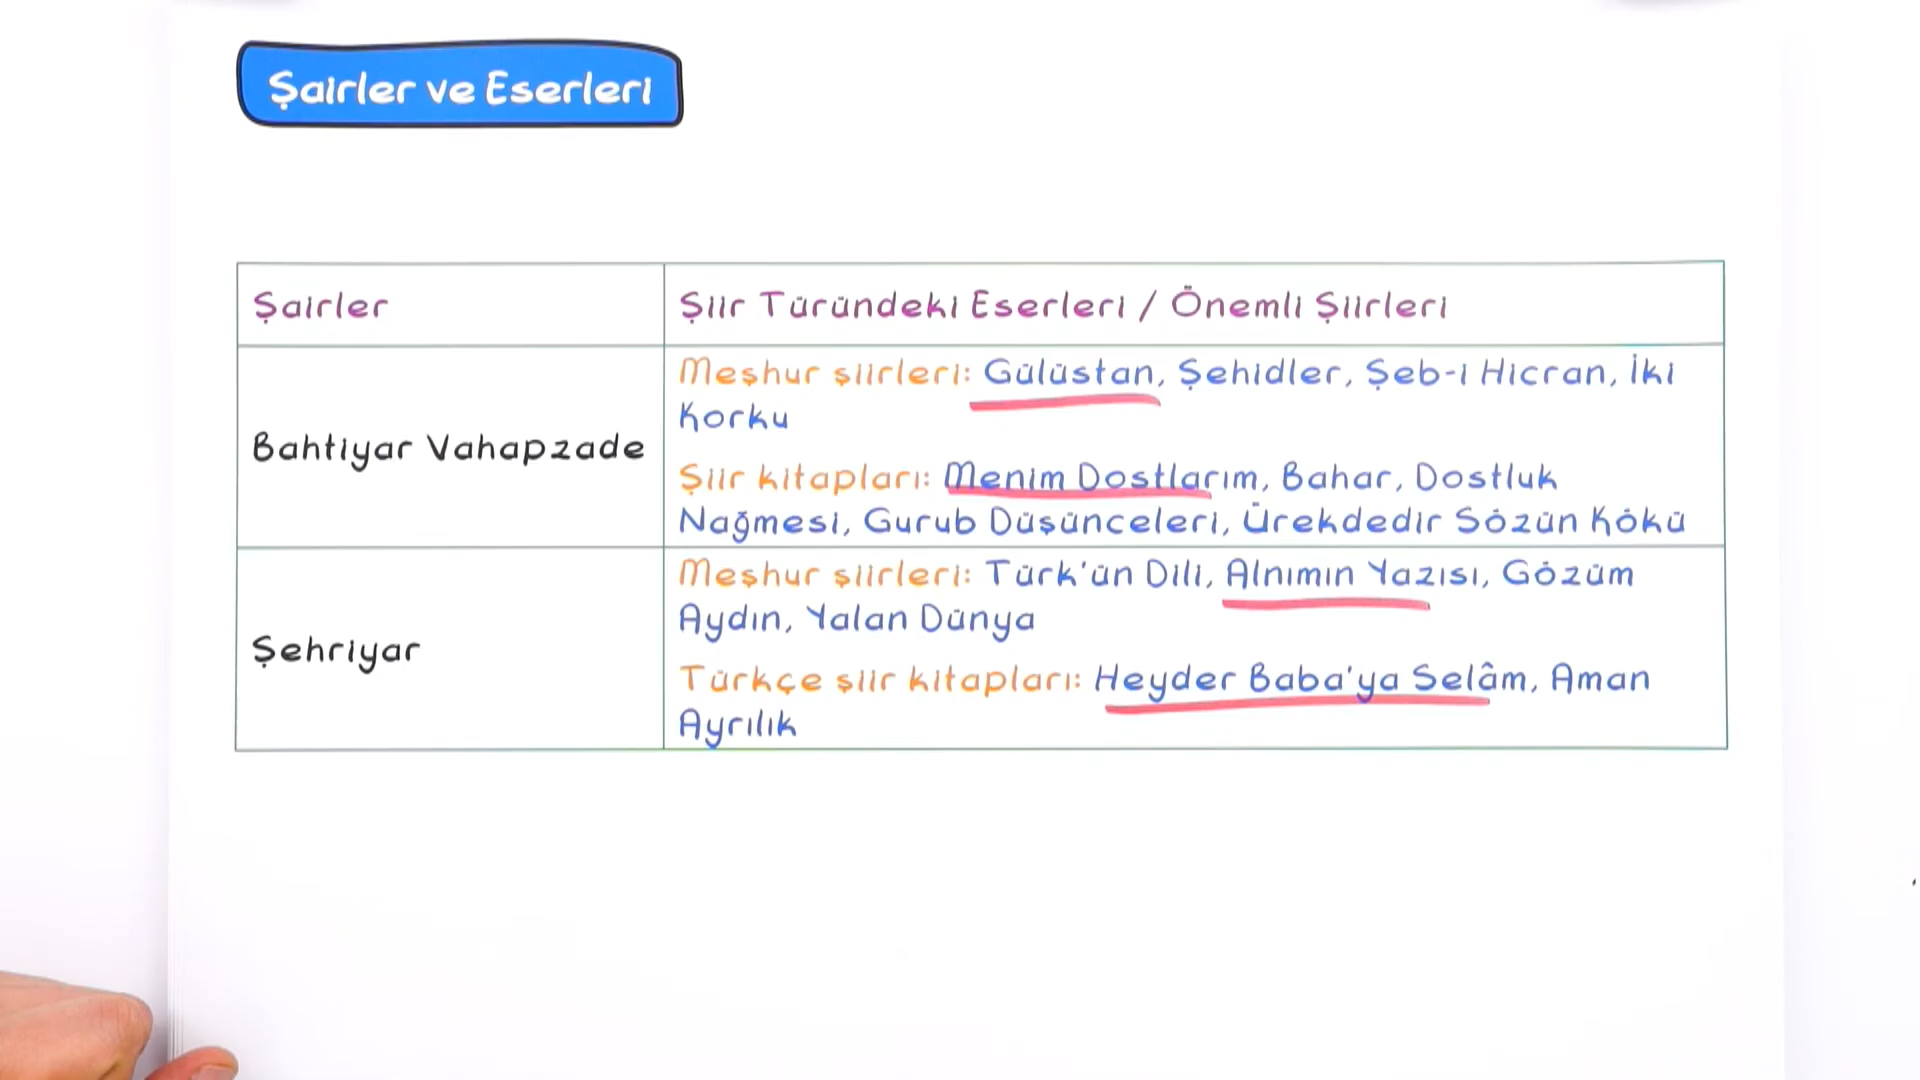 Şairler ve Eserleri
Şairler
Şiir Türündeki Eserleri / Önemli Şiirleri
Bahtiyar Vahapzade
Meşhur şiirleri: Gülüstan, Şehidler, Şeb-i Hicran, İki
Korku
Şiir kitapları: Menim Dostlarım, Bahar, Dostluk
Nağmesi, Gurub Düşünceleri, Ürekdedir Sözün Kökü
Şehriyar
Meşhur şiirleri: Türk'ün Dili, Alnımın Yazısı, Gözüm
Aydın, Yalan Dünya
Türkçe şiir kitapları: Heyder Baba'ya Selâm, Aman
Ayrılık